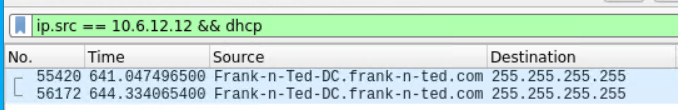 ip.src == 10.6.12.12 && dhcp
No. Time Source Destination
55420 641.047496500 Frank-n-Ted-DC.frank-n-ted.com 255.255.255.255
56172 644.334065400 Frank-n-Ted-DC.frank-n-ted.com 255.255.255.255